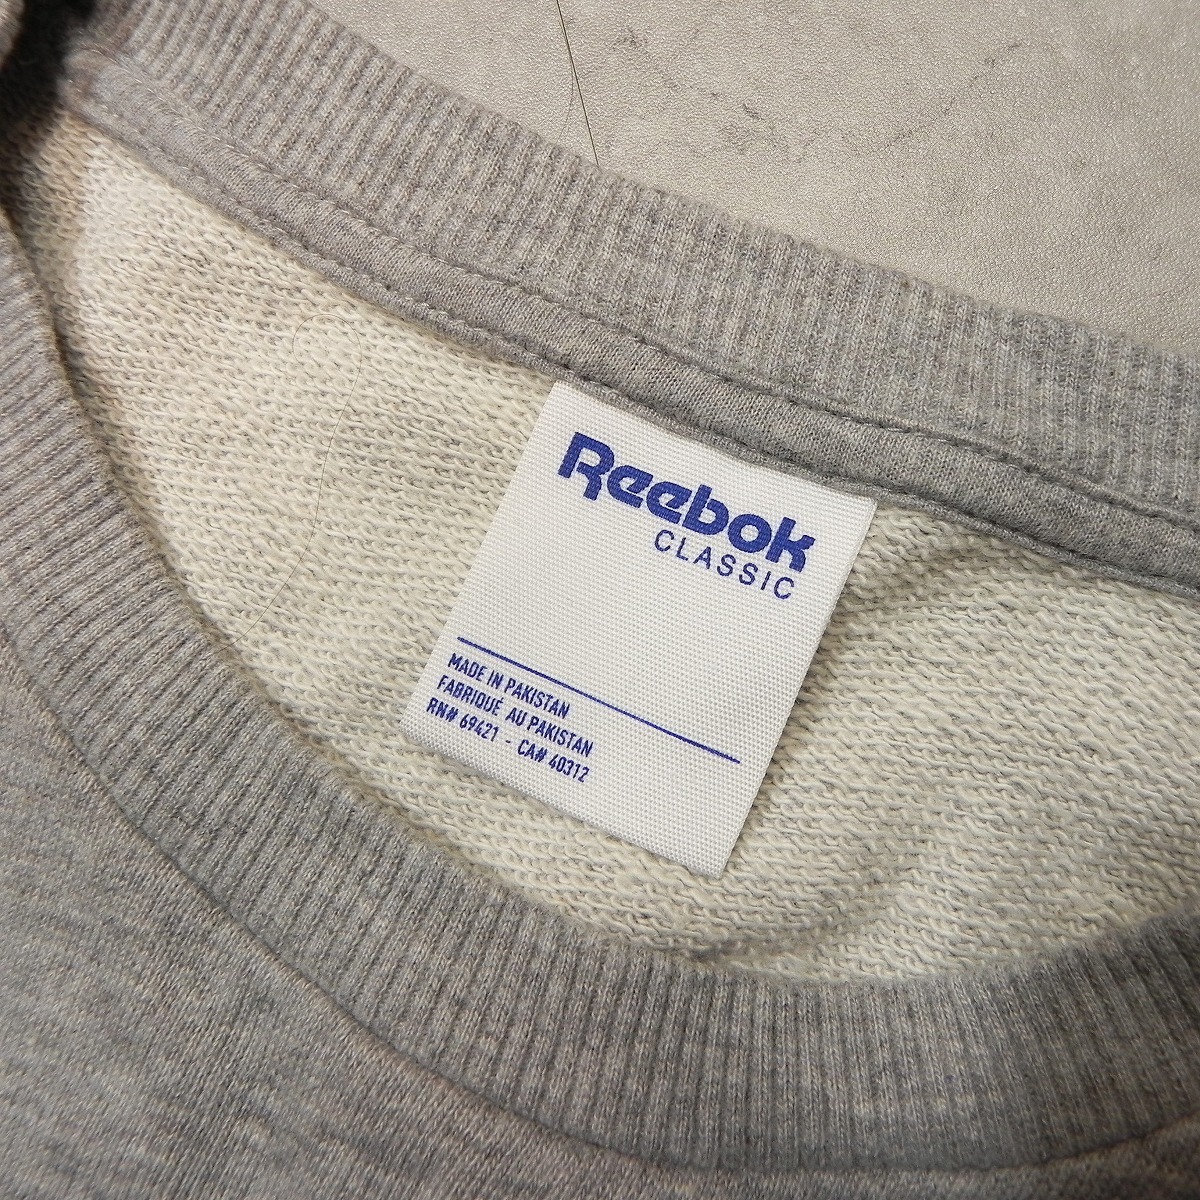 Reebok
CLASSIC
MADE IN PAKISTAN
FABRIQUÉ AU PAKISTAN
RN# 69421 - CA# 40312